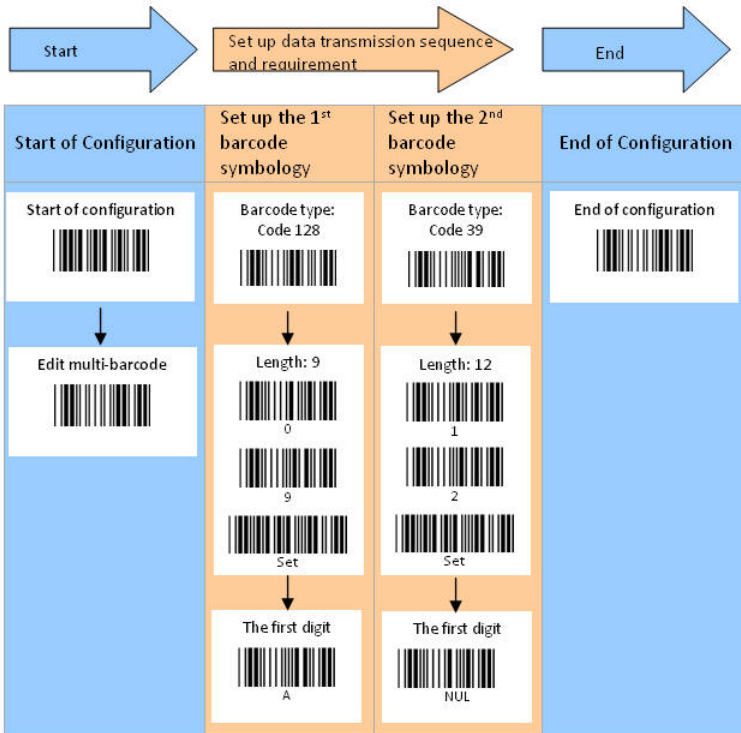 Start
Set up data transmission sequence
and requirement
End
Start of Configuration
Set up the 1st
barcode
symbology
Set up the 2nd
barcode
symbology
End of Configuration
Start of configuration
Edit multi-barcode
Barcode type:
Code 128
Length: 9
0
9
Set
The first digit
A
Barcode type:
Code 39
Length: 12
1
2
Set
The first digit
NUL
End of configuration